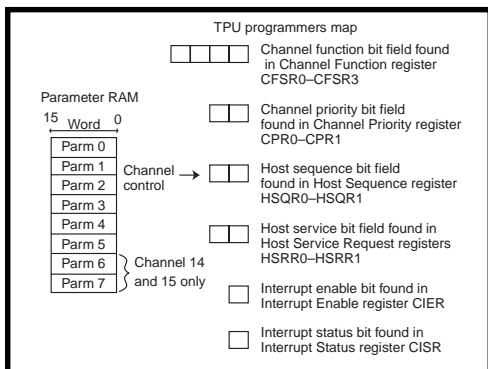 TPU programmers map
Channel function bit field found
in Channel Function register
CFSR0–CFSR3
Parameter RAM
15 Word 0
Parm 0
Parm 1
Parm 2
Parm 3
Parm 4
Parm 5
Parm 6
Parm 7
Channel
control
Channel 14
and 15 only
Channel priority bit field
found in Channel Priority register
CPR0–CPR1
Host sequence bit field
found in Host Sequence register
HSQR0–HSQR1
Host service bit field found in
Host Service Request registers
HSRR0–HSRR1
Interrupt enable bit found in
Interrupt Enable register CIER
Interrupt status bit found in
Interrupt Status register CISR